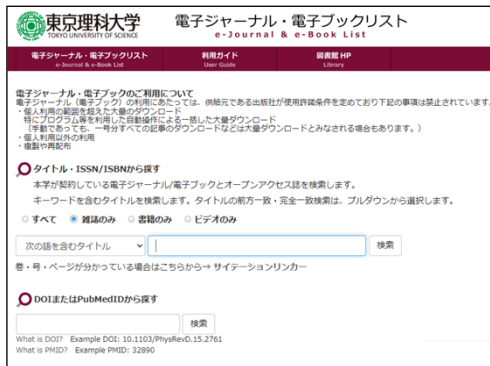 東京理科大学
TOKYO UNIVERSITY OF SCIENCE
電子ジャーナル・電子ブックリスト
e-Journal & e-Book List
電子ジャーナル・電子ブックリスト
e-Journal & e-Book List
利用ガイド
User Guide
図書館 HP
Library
電子ジャーナル・電子ブックのご利用について
電子ジャーナル（電子ブック）の利用にあたっては、供給元である出版社が使用許諾条件を定めており下記の事項は禁止されています。
・個人利用の範囲を超えた大量のダウンロード
特にプログラム等を利用した自動操作による一括した大量ダウンロード
（手動であっても、一号分すべての記事のダウンロードなどは大量ダウンロードとみなされる場合もあります。）
・個人利用以外の利用
・複製や再配布
タイトル・ISSN/ISBNから探す
本学が契約している電子ジャーナル/電子ブックとオープンアクセス誌を検索します。
キーワードを含むタイトルを検索します。タイトルの前方一致・完全一致検索は、プルダウンから選択します。
すべて 雑誌のみ 書籍のみ ビデオのみ
次の語を含むタイトル 検索
巻・号・ページが分かっている場合はこちらから→ サイテーションリンカー
DOIまたはPubMedIDから探す
検索
What is DOI? Example DOI: 10.1103/PhysRevD.15.2761
What is PMID? Example PMID: 32890